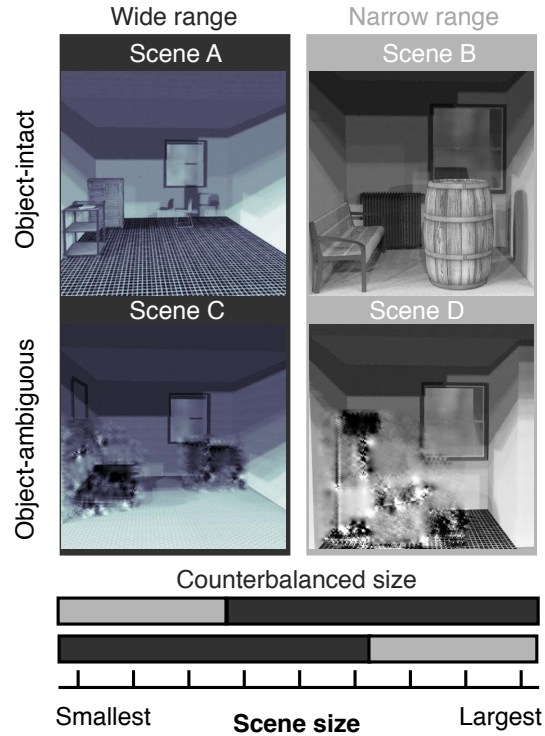 Wide range
Narrow range
Scene A
Scene B
Object-intact
Scene C
Scene D
Object-ambiguous
Counterbalanced size
Smallest
Scene size
Largest